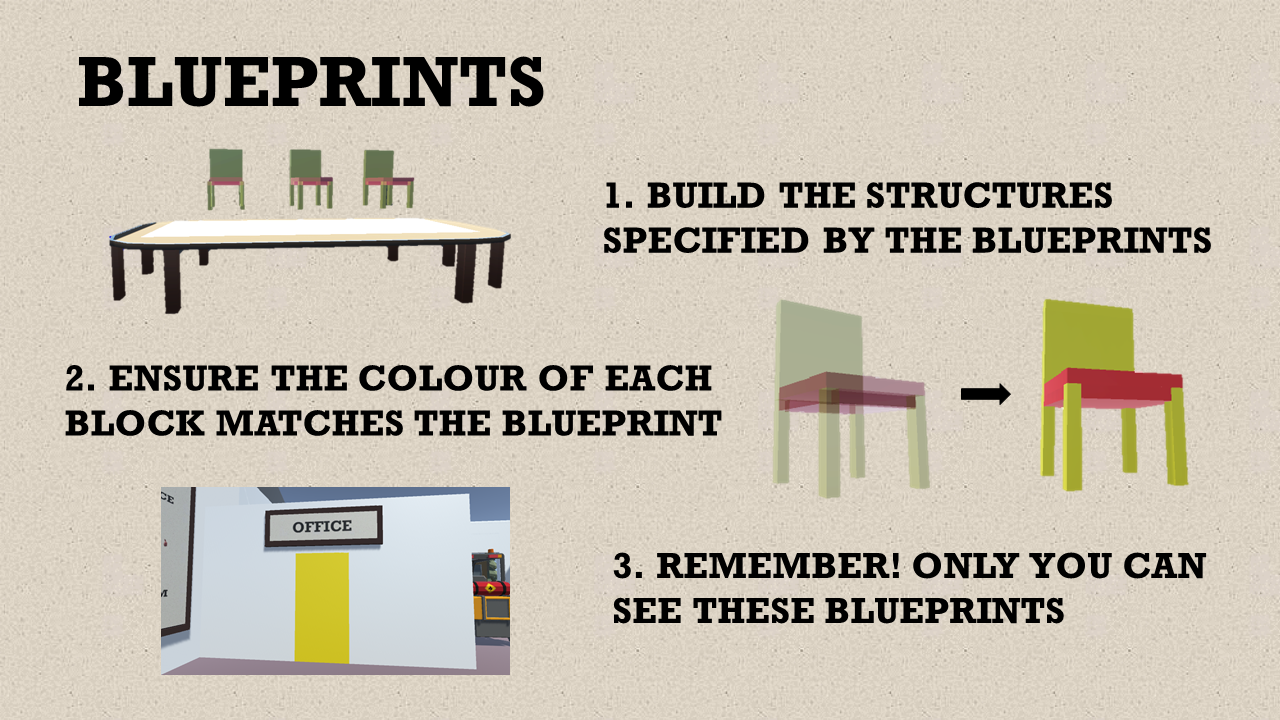 BLUEPRINTS
1. BUILD THE STRUCTURES
SPECIFIED BY THE BLUEPRINTS
2. ENSURE THE COLOUR OF EACH
BLOCK MATCHES THE BLUEPRINT
OFFICE
3. REMEMBER! ONLY YOU CAN
SEE THESE BLUEPRINTS